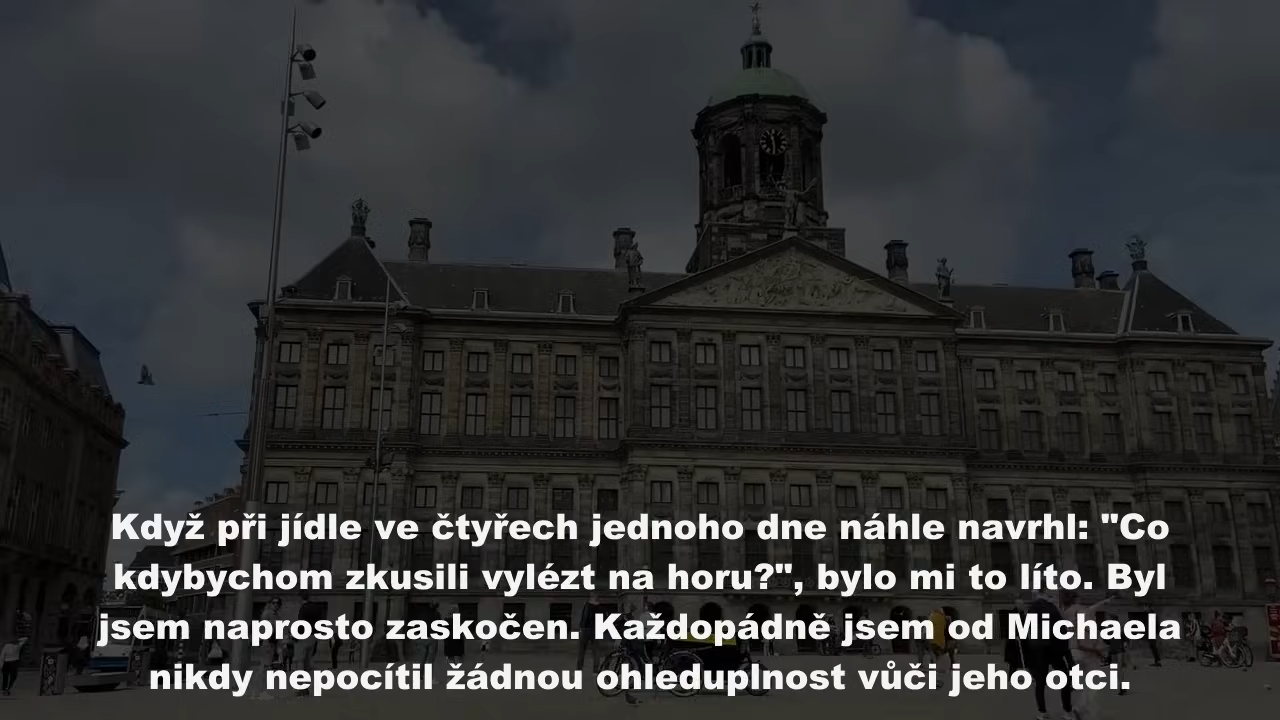 Když při jídle ve čtyřech jednoho dne náhle navrhl: "Co
kdybychom zkusili vylézt na horu?", bylo mi to líto. Byl
jsem naprosto zaskočen. Každopádně jsem od Michaela
nikdy nepocítil žádnou ohleduplnost vůči jeho otci.